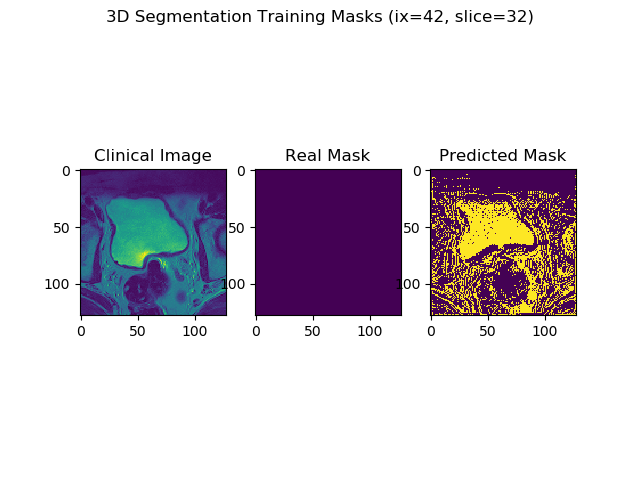 3D Segmentation Training Masks (ix=42, slice=32)
Clinical Image Real Mask Predicted Mask
0 0 0
50 50 50
100 100 100
0 50 100 0 50 100 0 50 100